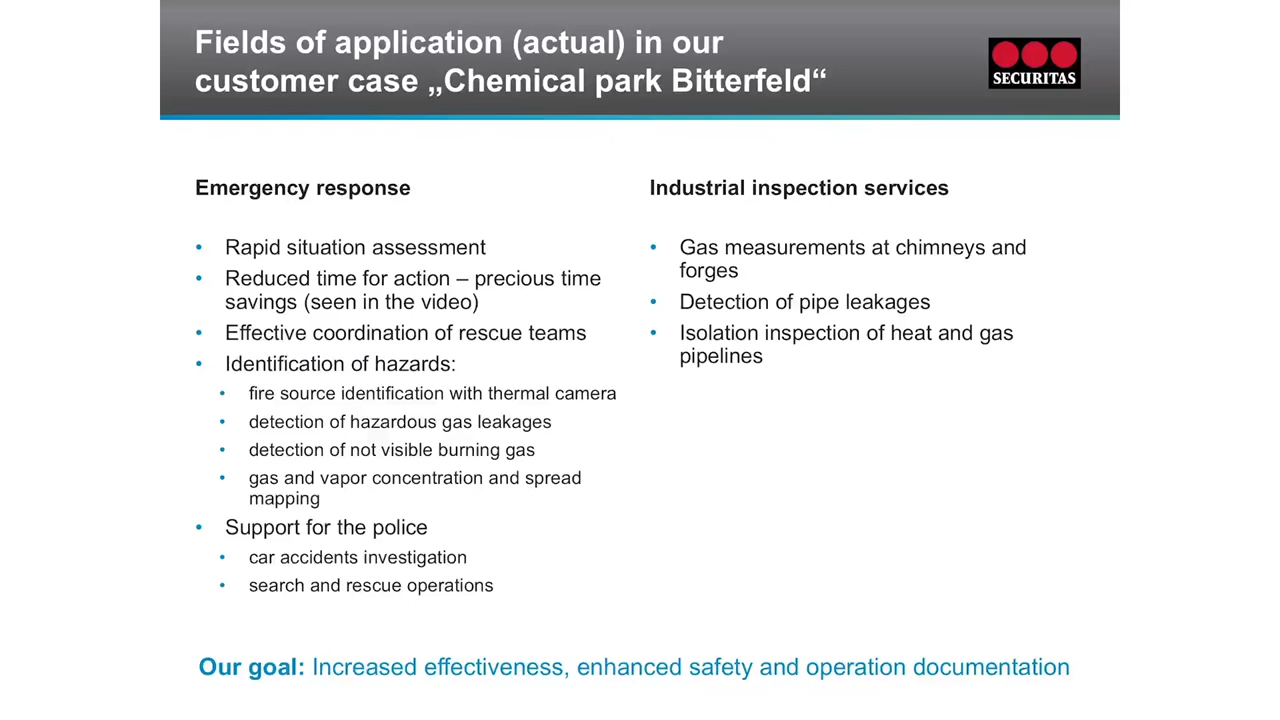 Fields of application (actual) in our
customer case „Chemical park Bitterfeld“
SECURITAS
Emergency response
• Rapid situation assessment
• Reduced time for action – precious time
savings (seen in the video)
• Effective coordination of rescue teams
• Identification of hazards:
• fire source identification with thermal camera
• detection of hazardous gas leakages
• detection of not visible burning gas
• gas and vapor concentration and spread
mapping
• Support for the police
• car accidents investigation
• search and rescue operations
Industrial inspection services
• Gas measurements at chimneys and
forges
• Detection of pipe leakages
• Isolation inspection of heat and gas
pipelines
Our goal: Increased effectiveness, enhanced safety and operation documentation